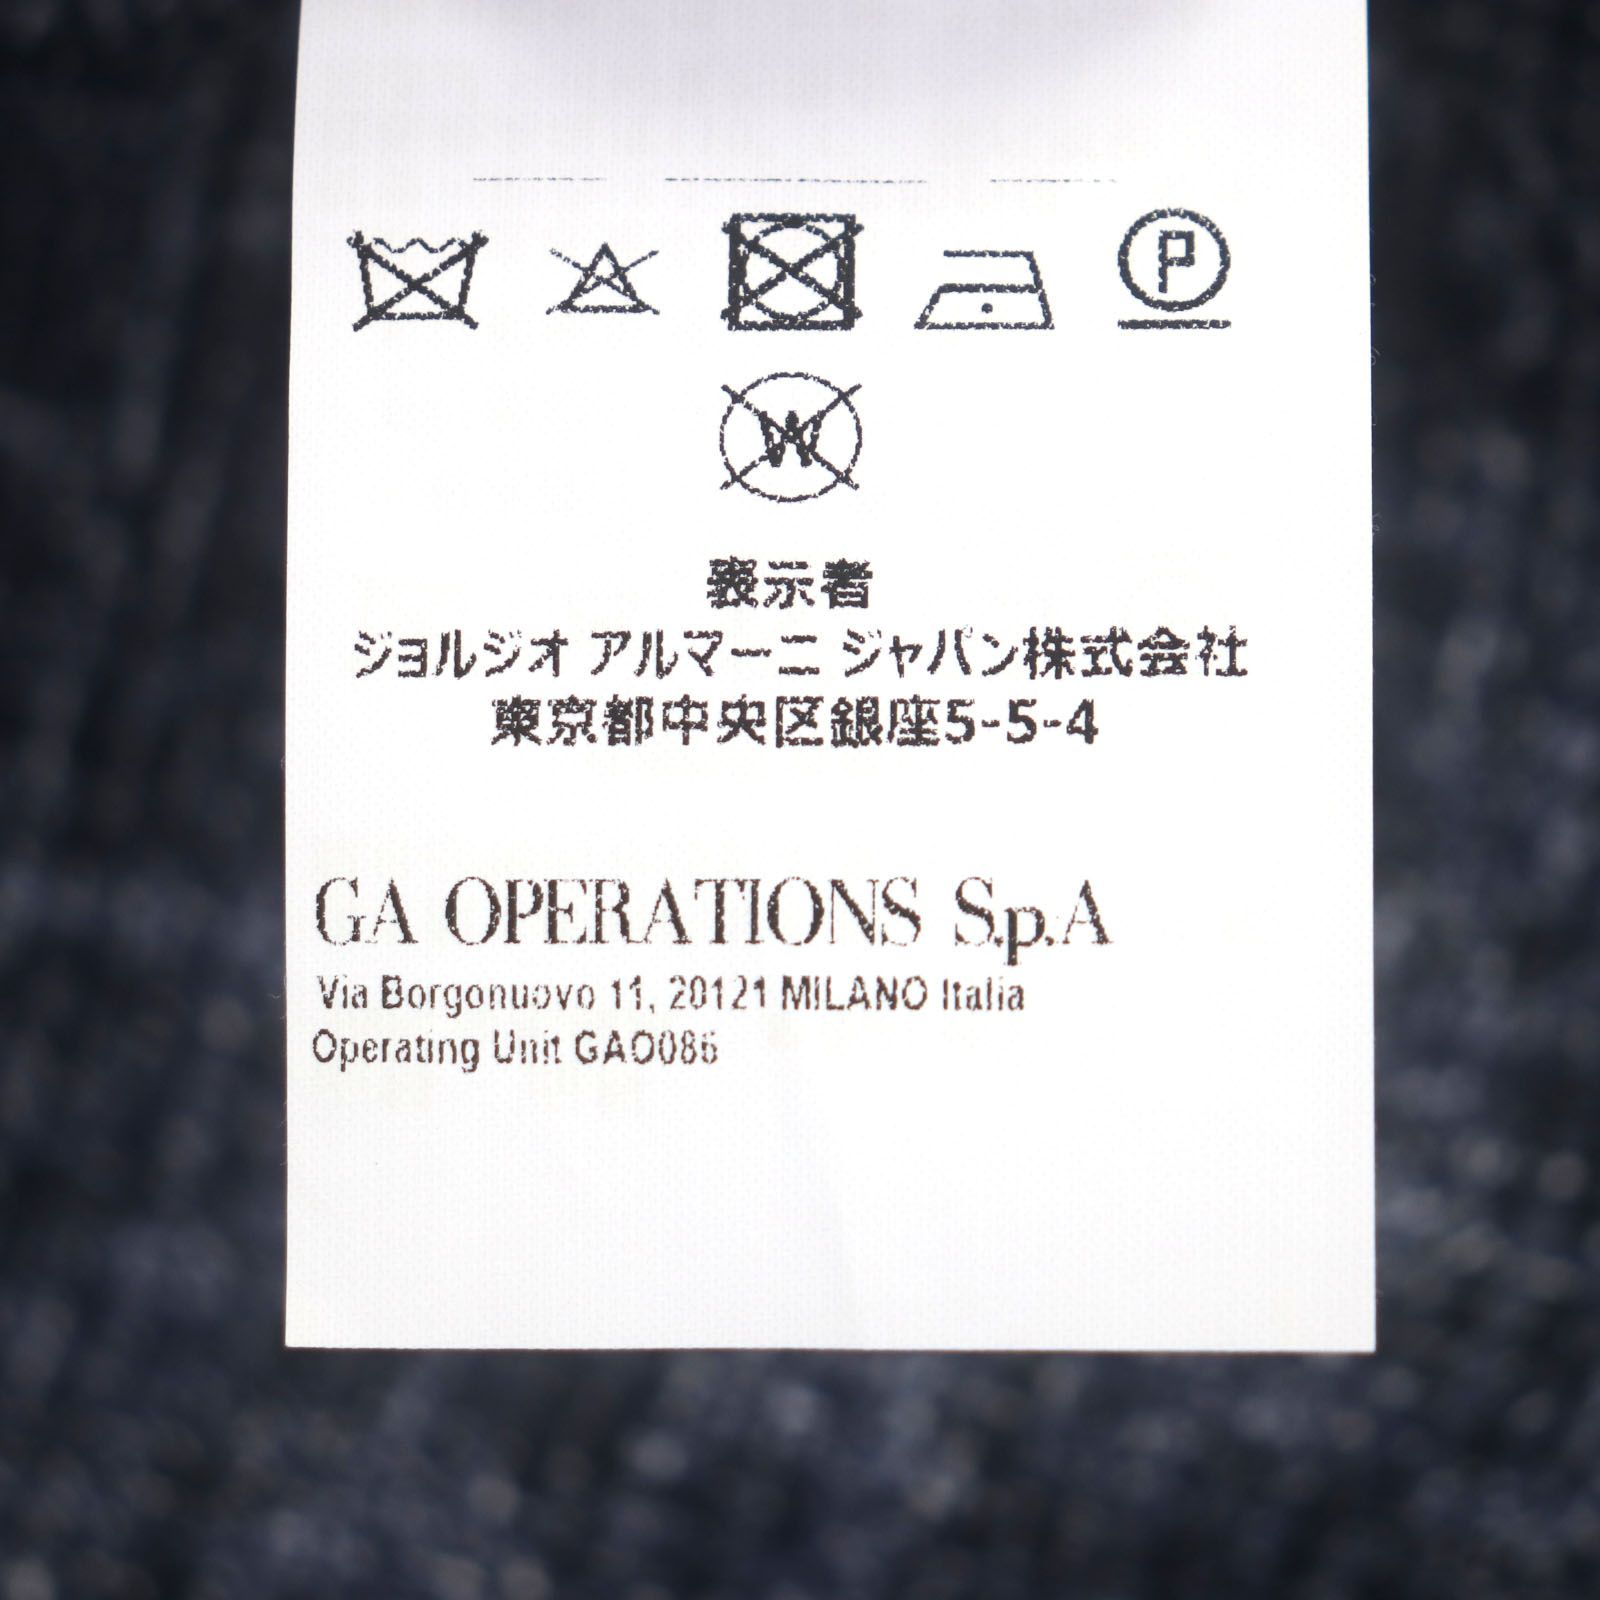 P
W
表示者
ジョルジオ アルマーニ ジャパン株式会社
東京都中央区銀座5-5-4
GA OPERATIONS S.p.A
Via Borgonuovo 11, 20121 MILANO Italia
Operating Unit GAO086